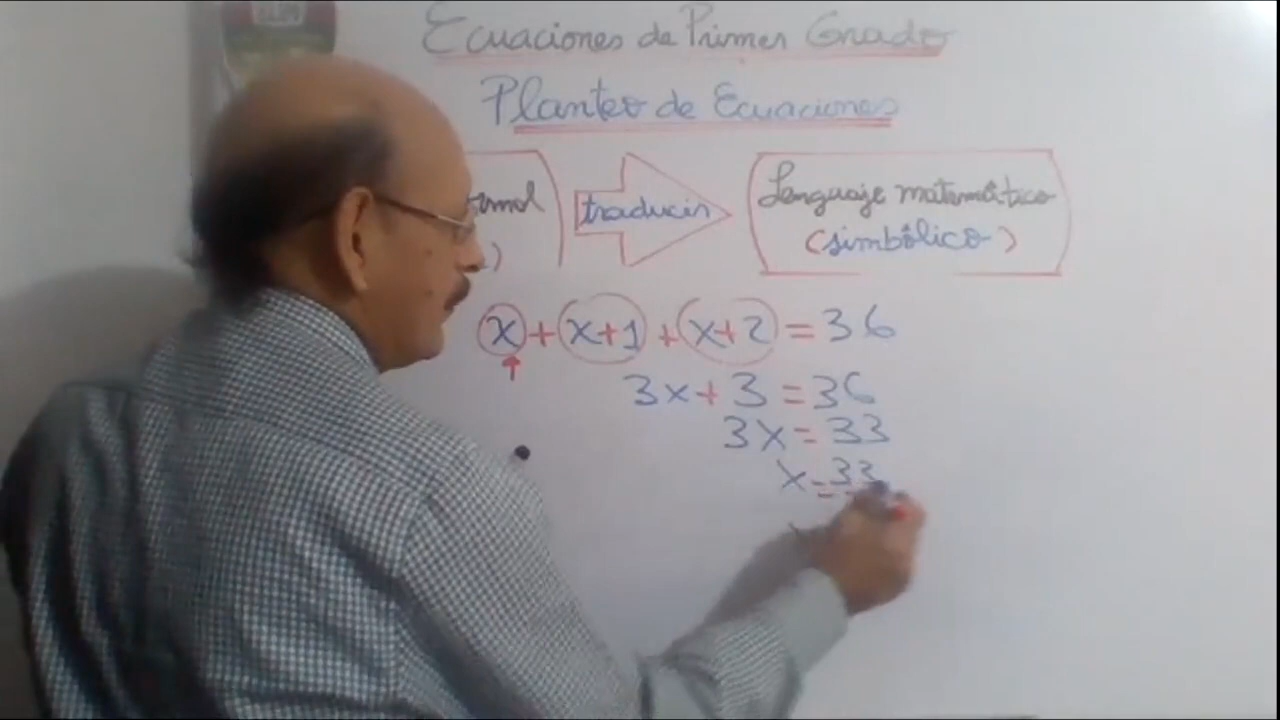 Ecuaciones de Primer Grado
Planteo de Ecuaciones
traducir
Lenguaje matemático
(simbólico)
x + (x+1) + (x+2) = 36
3x + 3 = 36
3x = 33
x = 33